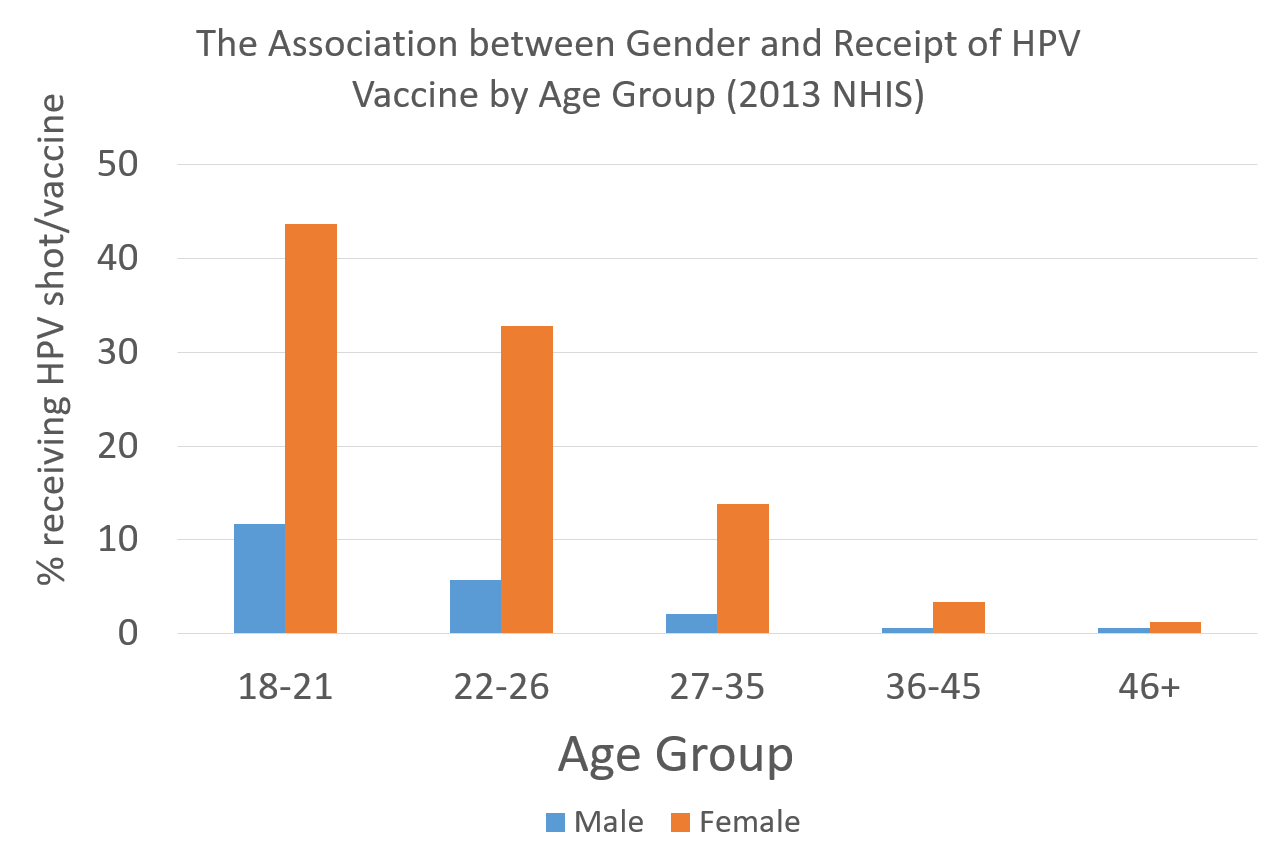 The Association between Gender and Receipt of HPV
Vaccine by Age Group (2013 NHIS)
% receiving HPV shot/vaccine
50
40
30
20
10
0
18-21 22-26 27-35 36-45 46+
Age Group
Male Female